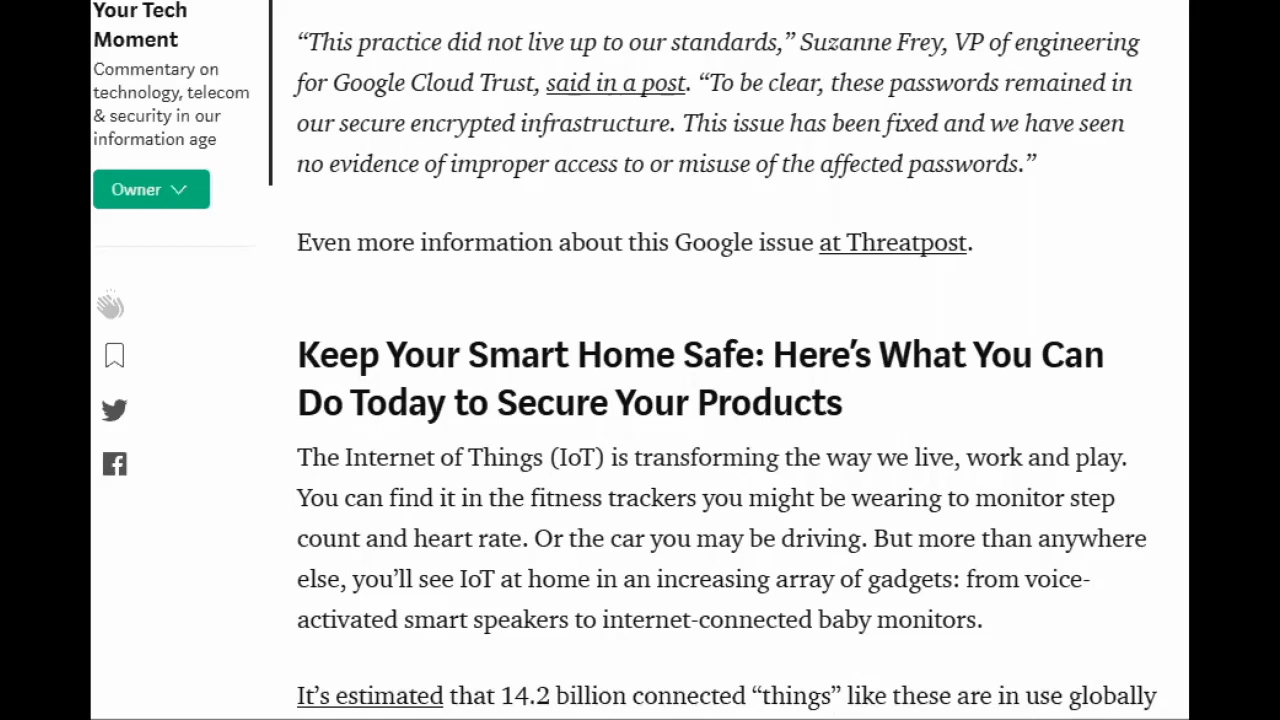 Your Tech
Moment
Commentary on
technology, telecom
& security in our
information age
Owner
“This practice did not live up to our standards,” Suzanne Frey, VP of engineering
for Google Cloud Trust, said in a post. “To be clear, these passwords remained in
our secure encrypted infrastructure. This issue has been fixed and we have seen
no evidence of improper access to or misuse of the affected passwords.”
Even more information about this Google issue at Threatpost.
Keep Your Smart Home Safe: Here’s What You Can
Do Today to Secure Your Products
The Internet of Things (IoT) is transforming the way we live, work and play.
You can find it in the fitness trackers you might be wearing to monitor step
count and heart rate. Or the car you may be driving. But more than anywhere
else, you’ll see IoT at home in an increasing array of gadgets: from voice-
activated smart speakers to internet-connected baby monitors.
It’s estimated that 14.2 billion connected “things” like these are in use globally